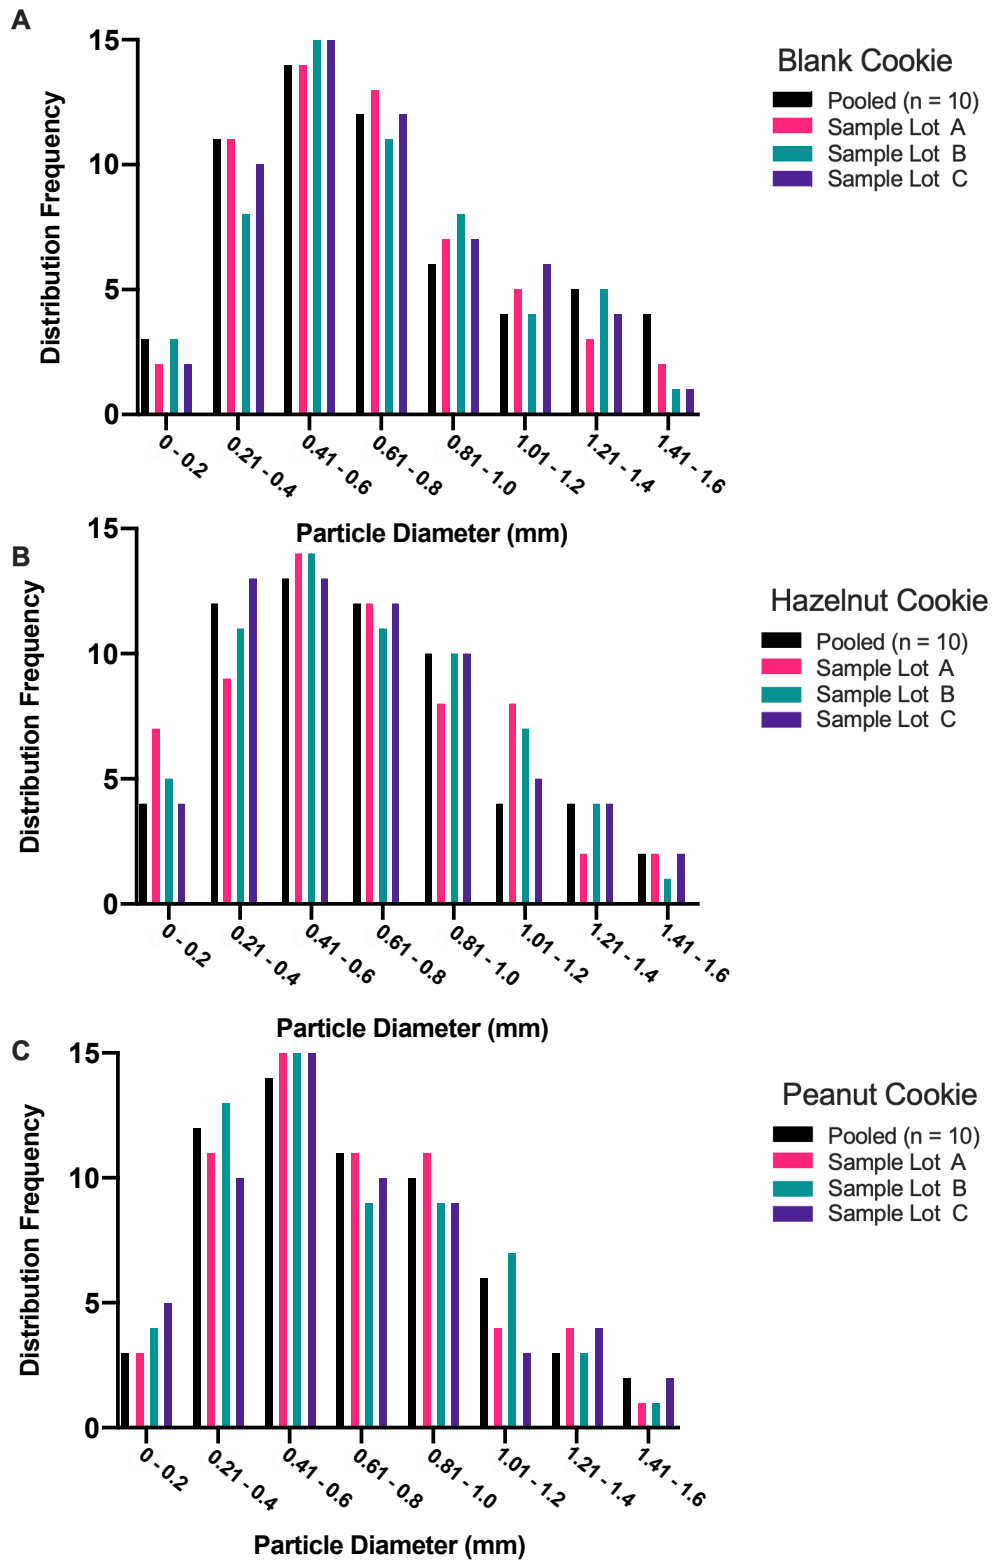 A
15
10
5
0
Distribution Frequency
0 - 0.2
0.21 - 0.4
0.41 - 0.6
0.61 - 0.8
0.81 - 1.0
1.01 - 1.2
1.21 - 1.4
1.41 - 1.6
Particle Diameter (mm)
Blank Cookie
Pooled (n = 10)
Sample Lot A
Sample Lot B
Sample Lot C
B
15
10
5
0
Distribution Frequency
0 - 0.2
0.21 - 0.4
0.41 - 0.6
0.61 - 0.8
0.81 - 1.0
1.01 - 1.2
1.21 - 1.4
1.41 - 1.6
Particle Diameter (mm)
Hazelnut Cookie
Pooled (n = 10)
Sample Lot A
Sample Lot B
Sample Lot C
C
15
10
5
0
Distribution Frequency
0 - 0.2
0.21 - 0.4
0.41 - 0.6
0.61 - 0.8
0.81 - 1.0
1.01 - 1.2
1.21 - 1.4
1.41 - 1.6
Particle Diameter (mm)
Peanut Cookie
Pooled (n = 10)
Sample Lot A
Sample Lot B
Sample Lot C